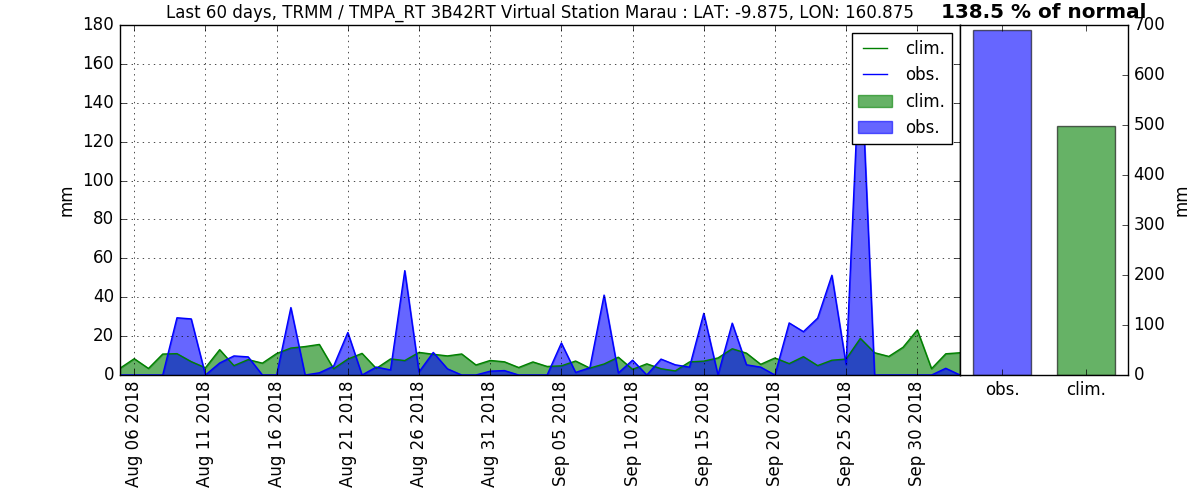 Last 60 days, TRMM / TMPA_RT 3B42RT Virtual Station Marau : LAT: -9.875, LON: 160.875
138.5 % of normal
180
160
140
120
100
80
60
40
20
0
mm
clim.
obs.
clim.
obs.
700
600
500
400
300
200
100
0
mm
obs.
clim.
Aug 06 2018
Aug 11 2018
Aug 16 2018
Aug 21 2018
Aug 26 2018
Aug 31 2018
Sep 05 2018
Sep 10 2018
Sep 15 2018
Sep 20 2018
Sep 25 2018
Sep 30 2018